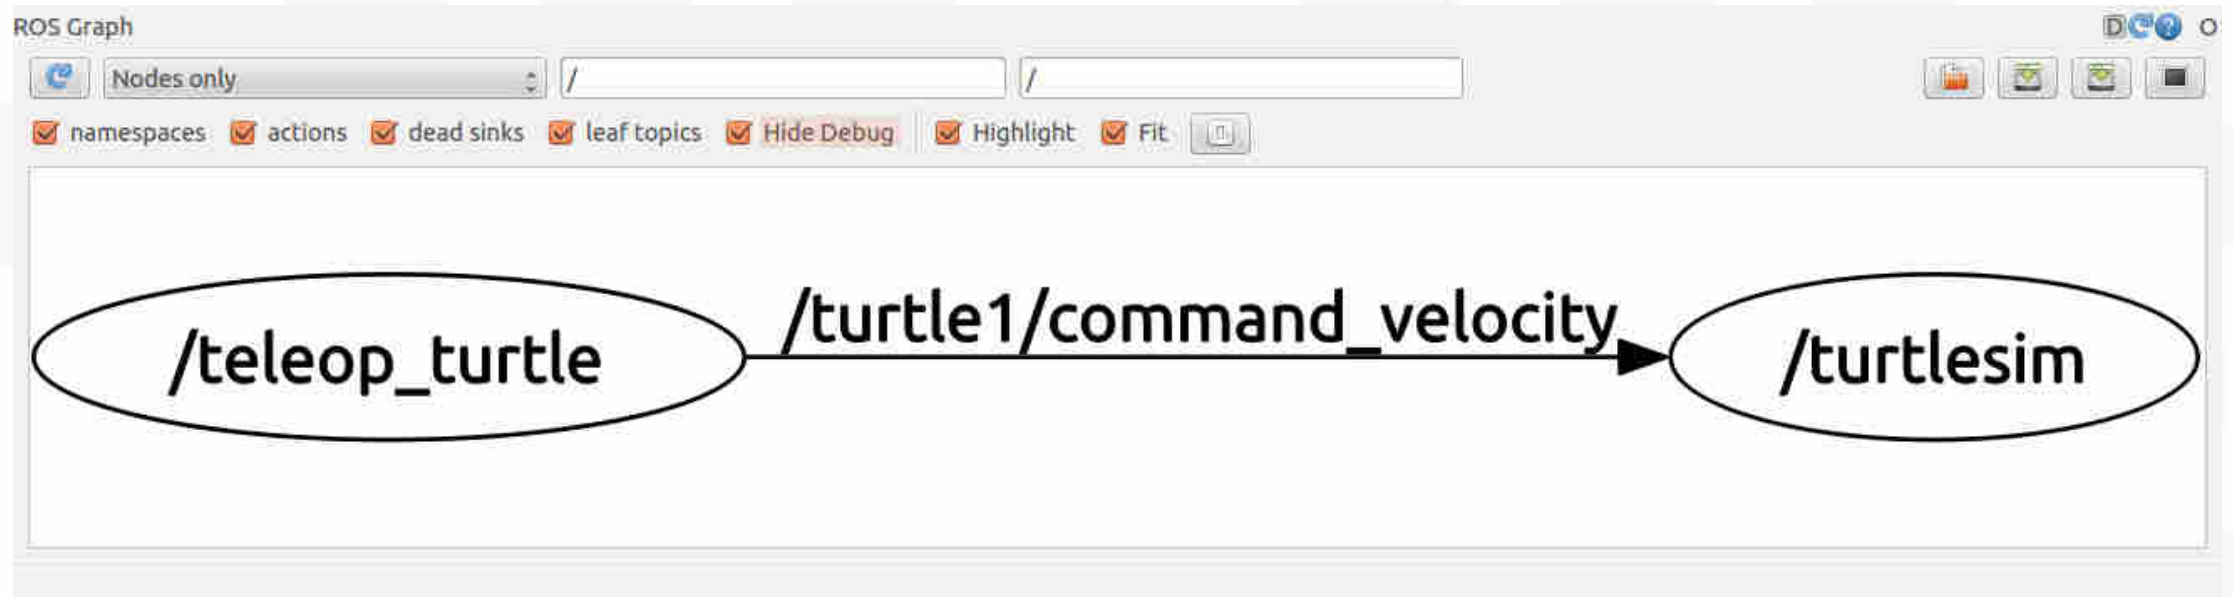 ROS Graph D ? O
Nodes only / /
namespaces actions dead sinks leaf topics Hide Debug Highlight Fit
/turtle1/command_velocity
/teleop_turtle /turtlesim